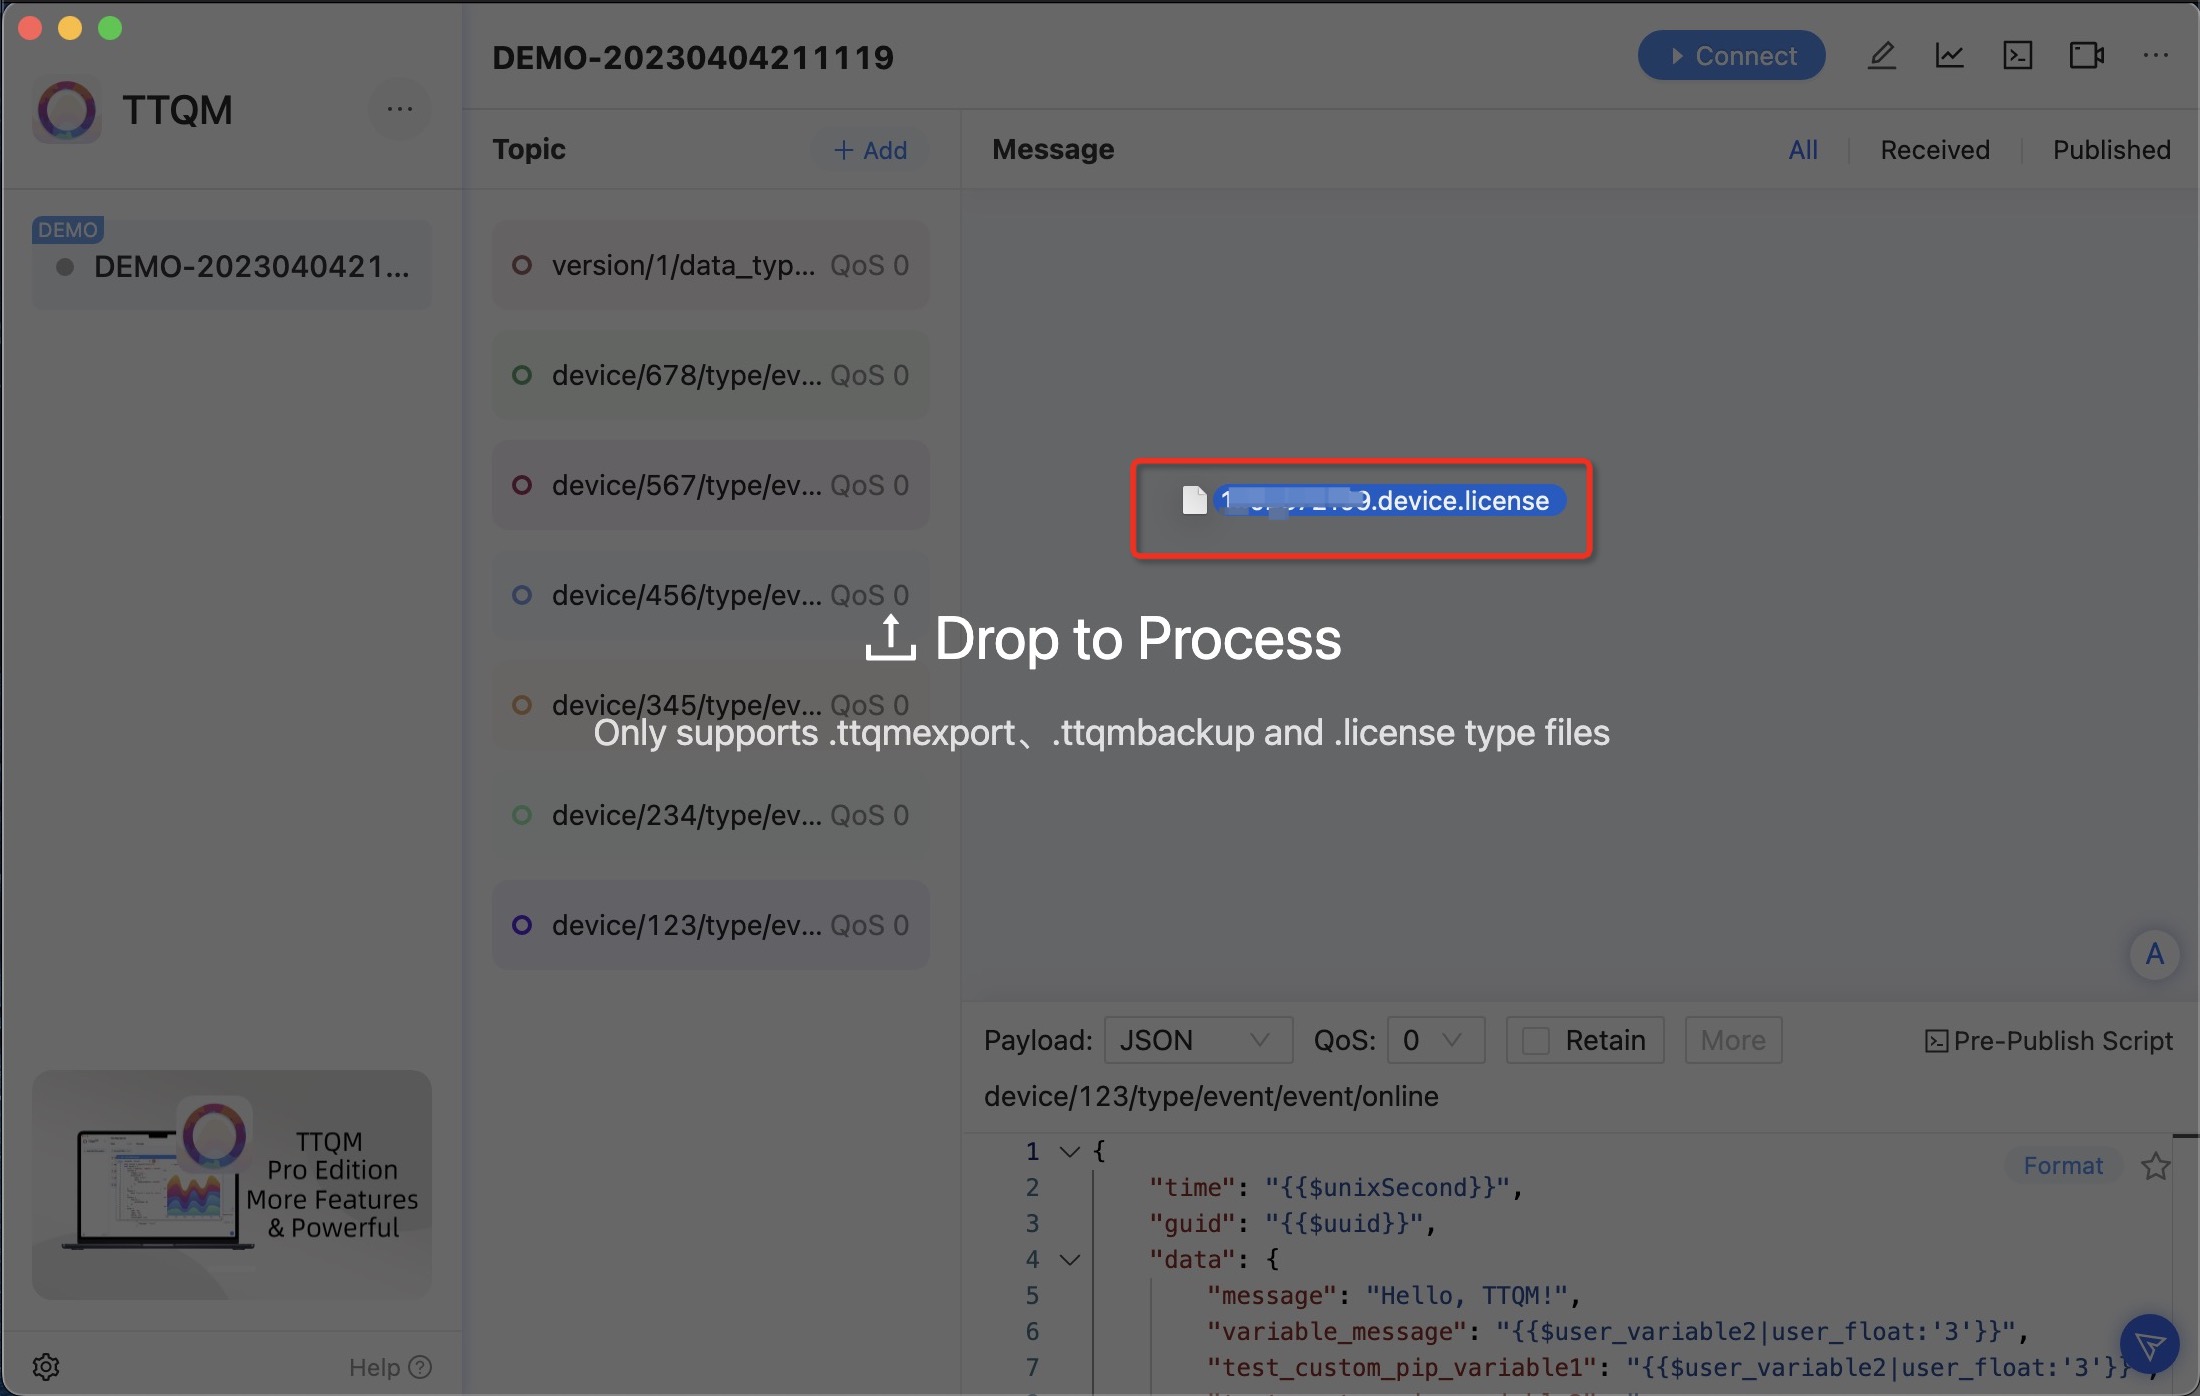 DEMO-20230404211119
Connect
TTQM
Topic
+ Add
Message
All
Received
Published
DEMO
DEMO-2023040421...
version/1/data_typ... QoS 0
device/678/type/ev... QoS 0
device/567/type/ev... QoS 0
.device.license
device/456/type/ev... QoS 0
Drop to Process
device/345/type/ev... QoS 0
Only supports .ttqmexport、.ttqmbackup and .license type files
device/234/type/ev... QoS 0
device/123/type/ev... QoS 0
A
Payload: JSON QoS: 0 Retain More Pre-Publish Script
device/123/type/event/event/online
Format
1 {
2 "time": "{{$unixSecond}}",
3 "guid": "{{$uuid}}",
4 "data": {
5 "message": "Hello, TTQM!",
6 "variable_message": "{{$user_variable2|user_float:'3'}}",
7 "test_custom_pip_variable1": "{{$user_variable2|user_float:'3'}}",
TTQM
Pro Edition
More Features
& Powerful
Help